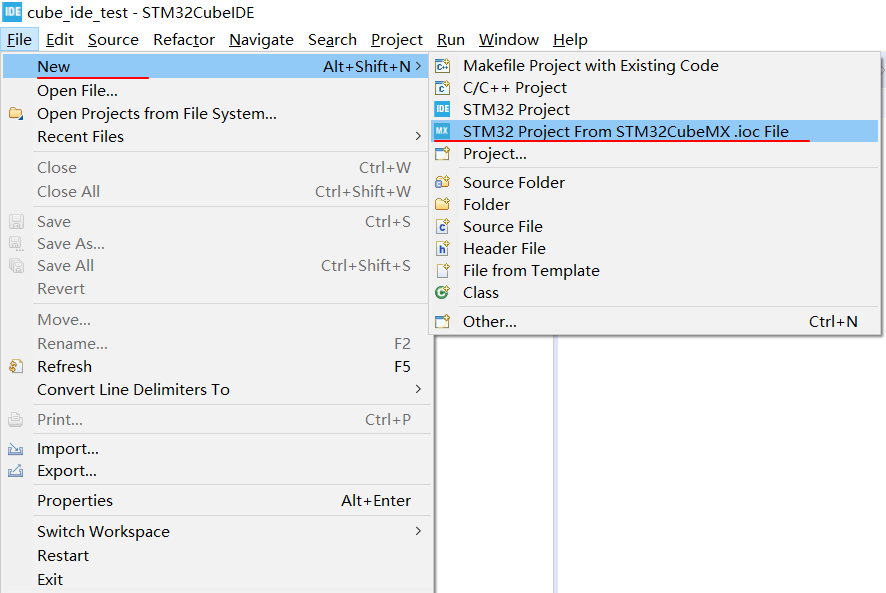 IDE cube_ide_test - STM32CubeIDE
File Edit Source Refactor Navigate Search Project Run Window Help
New Alt+Shift+N
Open File...
Open Projects from File System...
Recent Files
Close Ctrl+W
Close All Ctrl+Shift+W
Save Ctrl+S
Save As...
Save All Ctrl+Shift+S
Revert
Move...
Rename... F2
Refresh F5
Convert Line Delimiters To
Print... Ctrl+P
Import...
Export...
Properties Alt+Enter
Switch Workspace
Restart
Exit
Makefile Project with Existing Code
C/C++ Project
IDE STM32 Project
MX STM32 Project From STM32CubeMX .ioc File
Project...
Source Folder
Folder
Source File
Header File
File from Template
Class
Other... Ctrl+N